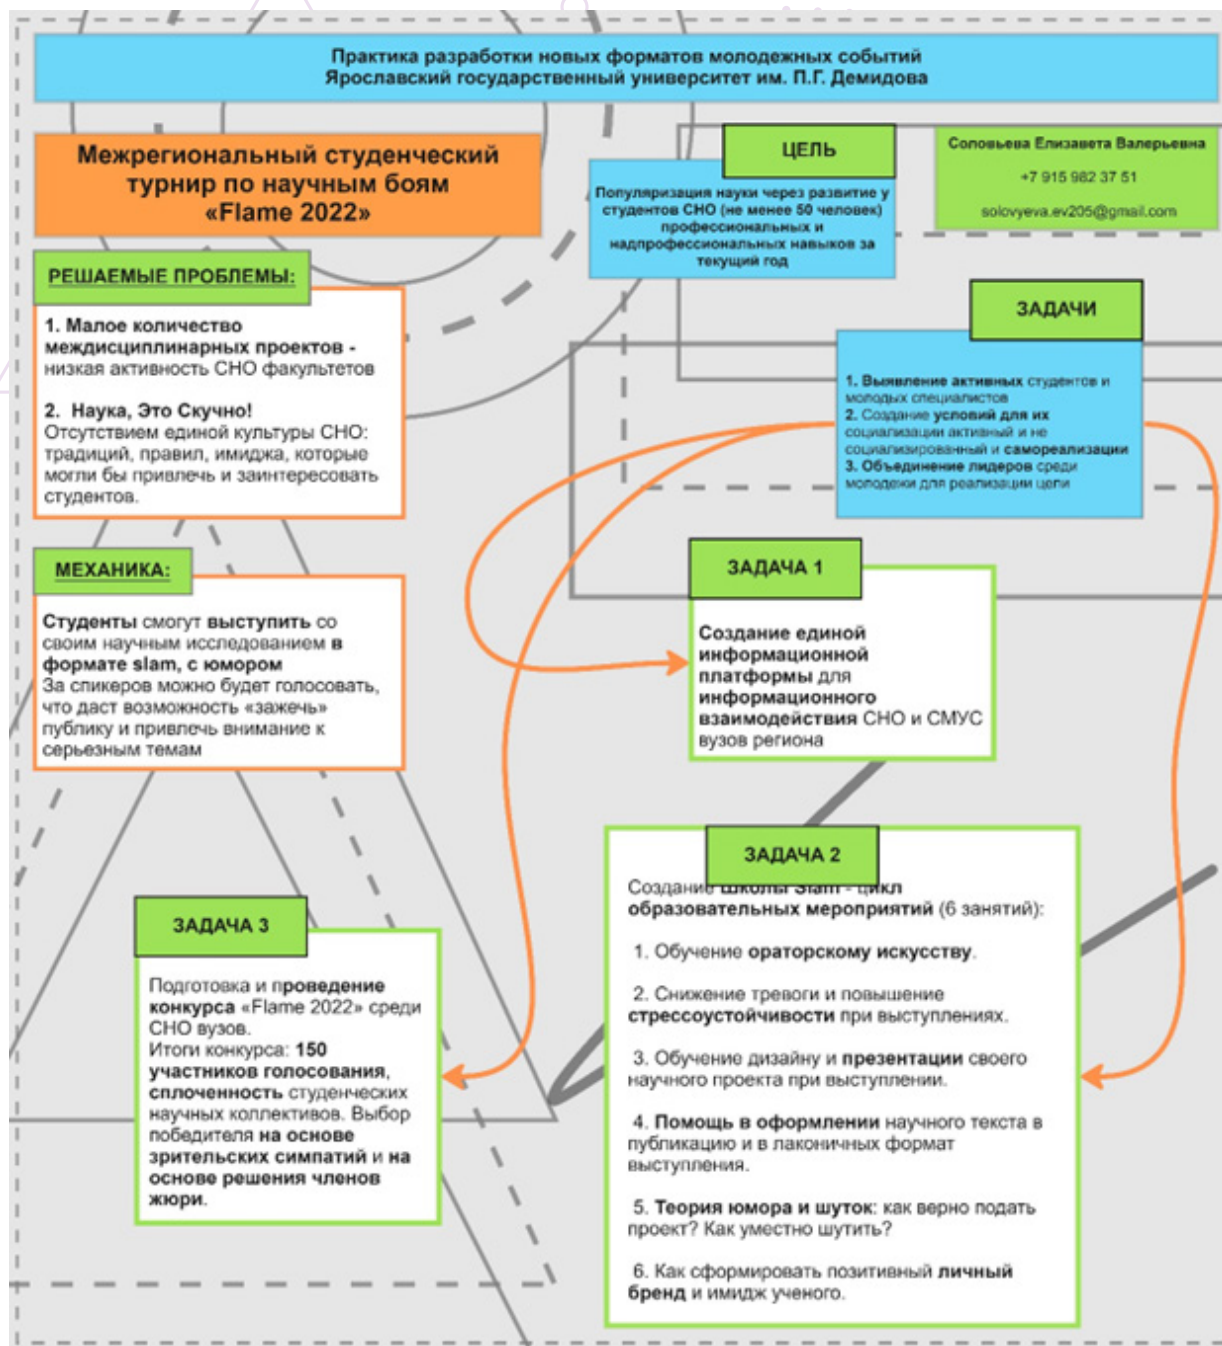 Практика разработки новых форматов молодежных событий
Ярославский государственный университет им. П.Г. Демидова
Межрегиональный студенческий
турнир по научным боям
«Flame 2022»
ЦЕЛЬ
Популяризация науки через развитие у
студентов СНО (не менее 50 человек)
профессиональных и
надпрофессиональных навыков за
текущий год
Соловьева Елизавета Валерьевна
+7 915 982 37 51
solovyeva.ev205@gmail.com
РЕШАЕМЫЕ ПРОБЛЕМЫ:
1. Малое количество
междисциплинарных проектов -
низкая активность СНО факультетов
2. Наука, Это Скучно!
Отсутствием единой культуры СНО:
традиций, правил, имиджа, которые
могли бы привлечь и заинтересовать
студентов.
ЗАДАЧИ
1. Выявление активных студентов и
молодых специалистов
2. Создание условий для их
социализации активный и не
социализированный и самореализации
3. Объединение лидеров среди
молодежи для реализации цели
МЕХАНИКА:
Студенты смогут выступить со
своим научным исследованием в
формате slam, с юмором
За спикеров можно будет голосовать,
что даст возможность «зажечь»
публику и привлечь внимание к
серьезным темам
ЗАДАЧА 1
Создание единой
информационной
платформы для
информационного
взаимодействия СНО и СМУС
вузов региона
ЗАДАЧА 2
Создание Школы Slam - цикл
образовательных мероприятий (6 занятий):
1. Обучение ораторскому искусству.
2. Снижение тревоги и повышение
стрессоустойчивости при выступлениях.
3. Обучение дизайну и презентации своего
научного проекта при выступлении.
4. Помощь в оформлении научного текста в
публикацию и в лаконичных формат
выступления.
5. Теория юмора и шуток: как верно подать
проект? Как уместно шутить?
6. Как сформировать позитивный личный
бренд и имидж ученого.
ЗАДАЧА 3
Подготовка и проведение
конкурса «Flame 2022» среди
СНО вузов.
Итоги конкурса: 150
участников голосования,
сплоченность студенческих
научных коллективов. Выбор
победителя на основе
зрительских симпатий и на
основе решения членов
жюри.